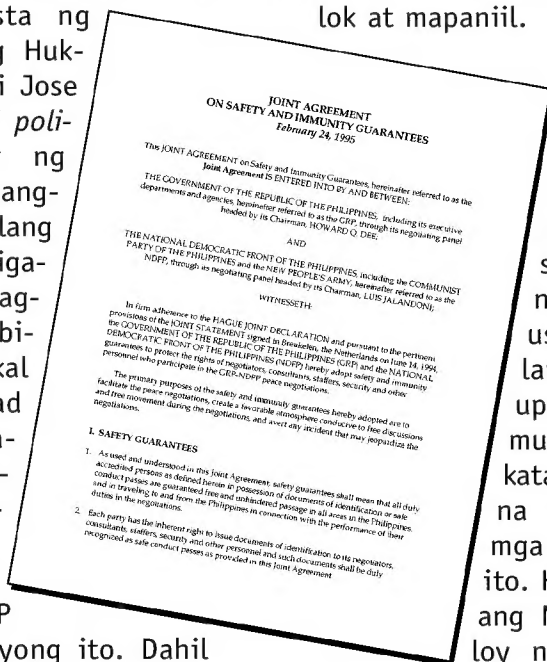 sta ng
g Huk-
i Jose
poli-
ng
ang-
lang
iga-
ag-
bi-
kal
ad
a-
-
P
yong ito. Dahil
lok at mapaniil.
JOINT AGREEMENT
ON SAFETY AND IMMUNITY GUARANTEES
February 24, 1995
This JOINT AGREEMENT on Safety and Immunity Guarantees, hereinafter referred to as the
Joint Agreement IS ENTERED INTO BY AND BETWEEN:
THE GOVERNMENT OF THE REPUBLIC OF THE PHILIPPINES, including its executive
departments and agencies, hereinafter referred to as the GRP, through its negotiating panel
headed by its Chairman, HOWARD Q. DEE;
AND
THE NATIONAL DEMOCRATIC FRONT OF THE PHILIPPINES, including the COMMUNIST
PARTY OF THE PHILIPPINES and the NEW PEOPLE'S ARMY, hereinafter referred to as the
NDFP, through its negotiating panel headed by its Chairman, LUIS JALANDONI;
WITNESSETH:
In firm adherence to the HAGUE JOINT DECLARATION and pursuant to the pertinent
provisions of the JOINT STATEMENT signed in Breukelen, the Netherlands on June 14, 1994,
the GOVERNMENT OF THE REPUBLIC OF THE PHILIPPINES (GRP) and the NATIONAL
DEMOCRATIC FRONT OF THE PHILIPPINES (NDFP) hereby adopt safety and immunity
guarantees to protect the rights of negotiators, consultants, staffers, security and other
personnel who participate in the GRP-NDFP peace negotiations.
The primary purposes of the safety and immunity guarantees hereby adopted are to
facilitate the peace negotiations, create a favorable atmosphere conducive to free discussions
and free movement during the negotiations, and avert any incident that may jeopardize the
negotiations.
I. SAFETY GUARANTEES
1. As used and understood in this Joint Agreement, safety guarantees shall mean that all duly
accredited persons as defined herein in possession of documents of identification or safe
conduct passes are guaranteed free and unhindered passage in all areas in the Philippines,
and in traveling to and from the Philippines in connection with the performance of their
duties in the negotiations.
2. Each party has the inherent right to issue documents of identification to its negotiators,
consultants, staffers, security and other personnel and such documents shall be duly
recognized as safe conduct passes as provided in this Joint Agreement.
s
n
us
lar
up
mu
kata
na
mga
ito. H
ang N
loy n